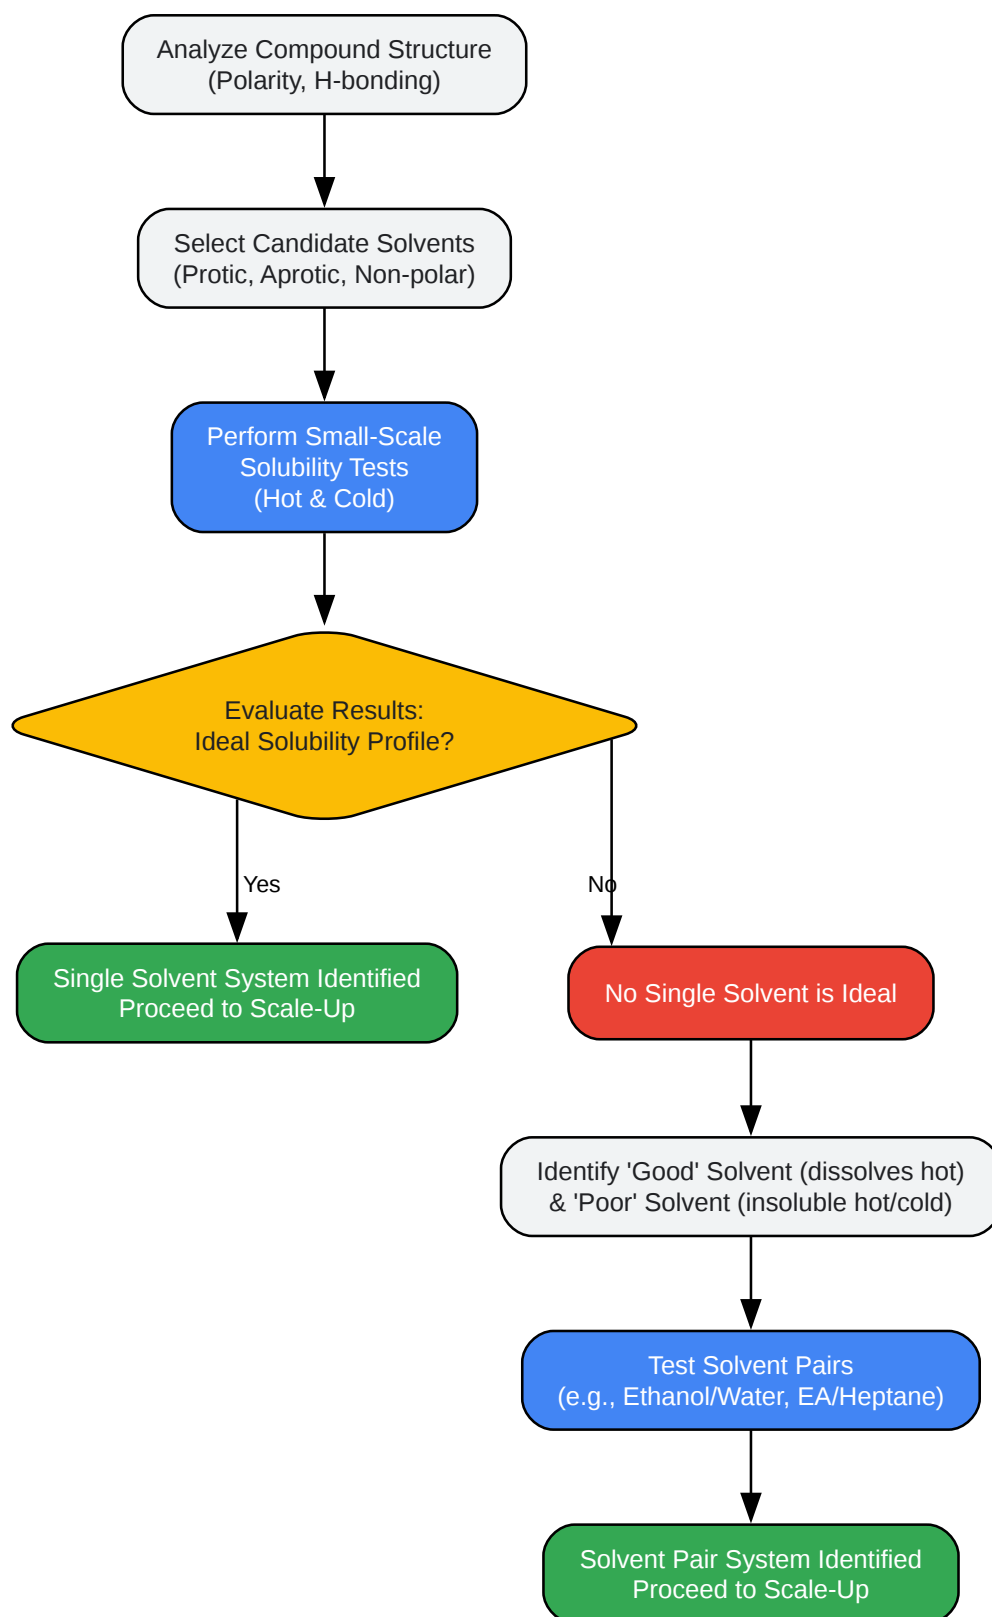 Analyze Compound Structure
(Polarity, H-bonding)
Select Candidate Solvents
(Protic, Aprotic, Non-polar)
Perform Small-Scale
Solubility Tests
(Hot & Cold)
Evaluate Results:
Ideal Solubility Profile?
Yes
No
Single Solvent System Identified
Proceed to Scale-Up
No Single Solvent is Ideal
Identify 'Good' Solvent (dissolves hot)
& 'Poor' Solvent (insoluble hot/cold)
Test Solvent Pairs
(e.g., Ethanol/Water, EA/Heptane)
Solvent Pair System Identified
Proceed to Scale-Up